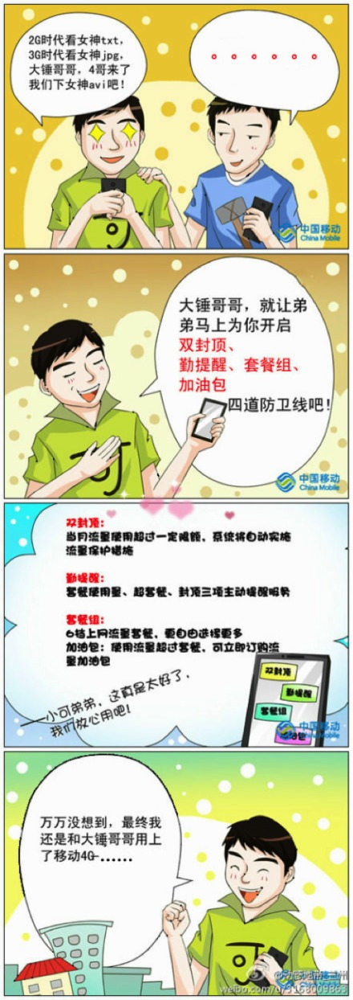 2G时代看女神txt,
3G时代看女神jpg,
大锤哥哥,4哥来了
我们下女神avi吧!
。。。。。。。
可
中国移动
China Mobile
大锤哥哥,就让弟
弟马上为你开启
双封顶、
勤提醒、套餐组、
加油包
四道防卫线吧!
可
中国移动
China Mobile
双封顶:
当月流量使用超过一定限额,系统将自动实施
流量保护措施
勤提醒:
套餐使用量、超套餐、封顶三项主动提醒服务
套餐组:
6档上网流量套餐,更自由选择更多
加油包:使用流量超过套餐,可立即订购流
量加油包
——小可弟弟,这真是太好了,
我们放心用吧!
双封顶
勤提醒
套餐组
油包
中国移动
China Mobile
万万没想到,最终我
还是和大锤哥哥用上
了移动4G……
可
weibo.com/u/3168009863